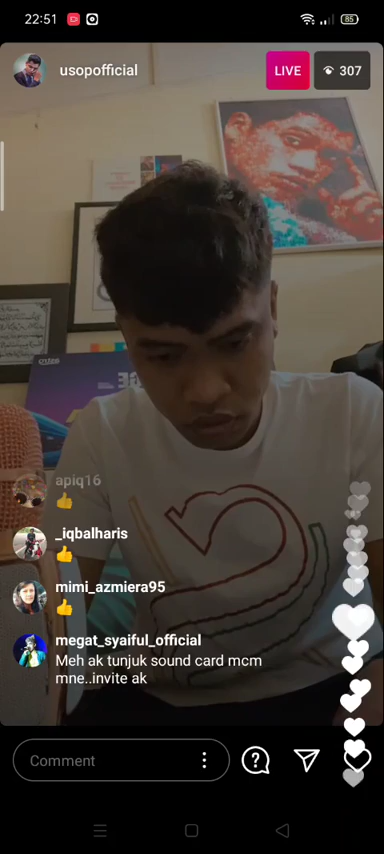 22:51
85
usopofficial
LIVE
307
apiq16
_iqbalharis
mimi_azmiera95
megat_syaiful_official
Meh ak tunjuk sound card mcm
mne..invite ak
Comment